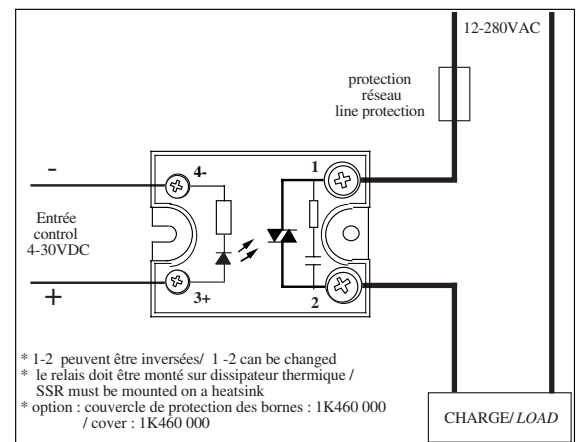 12-280VAC
protection
réseau
line protection
-
4-
1
Entrée
control
4-30VDC
+
3+
2
* 1-2 peuvent être inversées/ 1 -2 can be changed
* le relais doit être monté sur dissipateur thermique /
SSR must be mounted on a heatsink
* option : couvercle de protection des bornes : 1K460 000
/ cover : 1K460 000
CHARGE/ LOAD